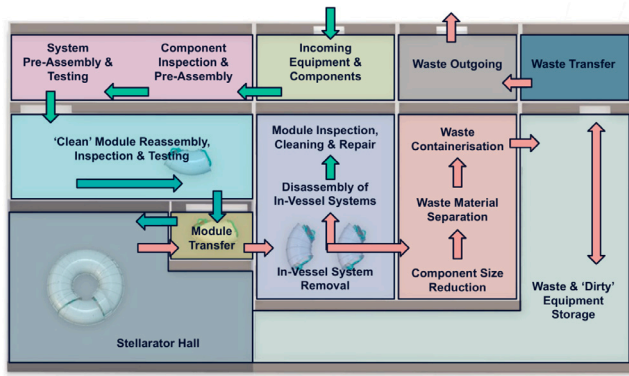 System
Pre-Assembly &
Testing
Component
Inspection &
Pre-Assembly
Incoming
Equipment &
Components
Waste Outgoing
Waste Transfer
'Clean' Module Reassembly,
Inspection & Testing
Module Inspection,
Cleaning & Repair
Disassembly of
In-Vessel Systems
In-Vessel System
Removal
Waste
Containerisation
Waste Material
Separation
Component Size
Reduction
Module
Transfer
Stellarator Hall
Waste & 'Dirty'
Equipment
Storage